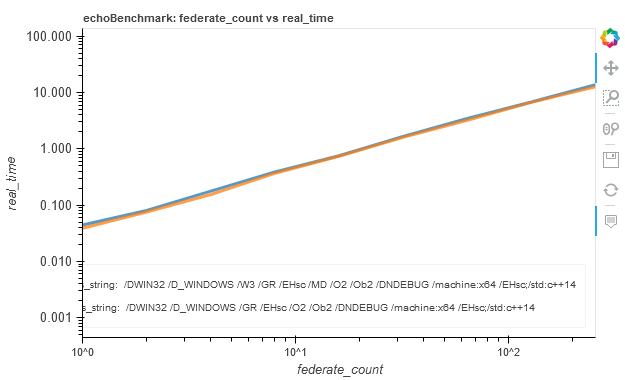 echoBenchmark: federate_count vs real_time
100.000
10.000
1.000
0.100
0.010
0.001
real_time
_string: /DWIN32 /D_WINDOWS /W3 /GR /EHsc /MD /O2 /Ob2 /DNDEBUG /machine:x64 /EHsc;/std:c++14
s_string: /DWIN32 /D_WINDOWS /GR /EHsc /O2 /Ob2 /DNDEBUG /machine:x64 /EHsc;/std:c++14
10^0
10^1
10^2
federate_count